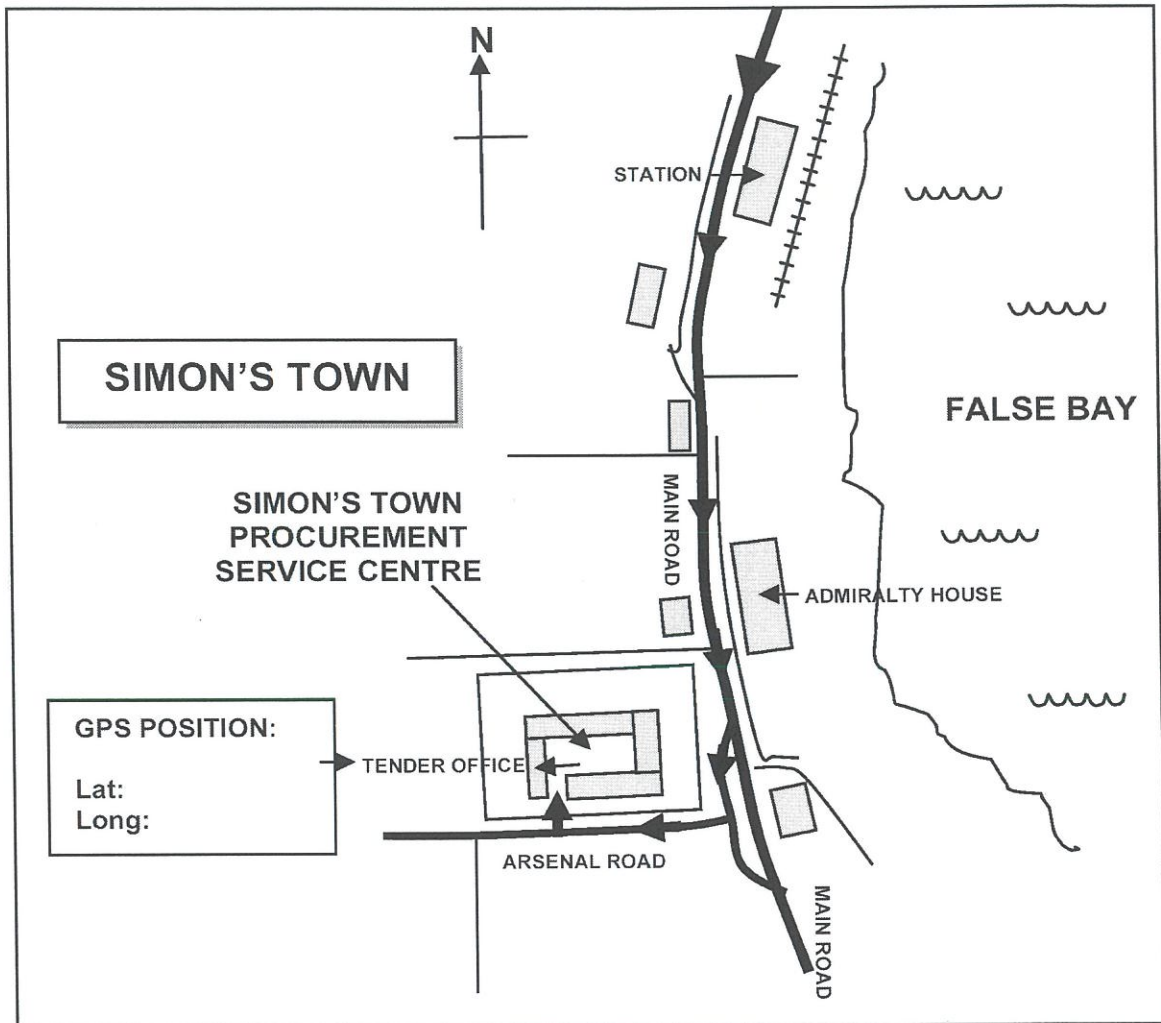 N
STATION
SIMON'S TOWN
FALSE BAY
SIMON'S TOWN
PROCUREMENT
SERVICE CENTRE
MAIN ROAD
ADMIRALTY HOUSE
GPS POSITION:
Lat:
Long:
TENDER OFFICE
ARSENAL ROAD
MAIN ROAD